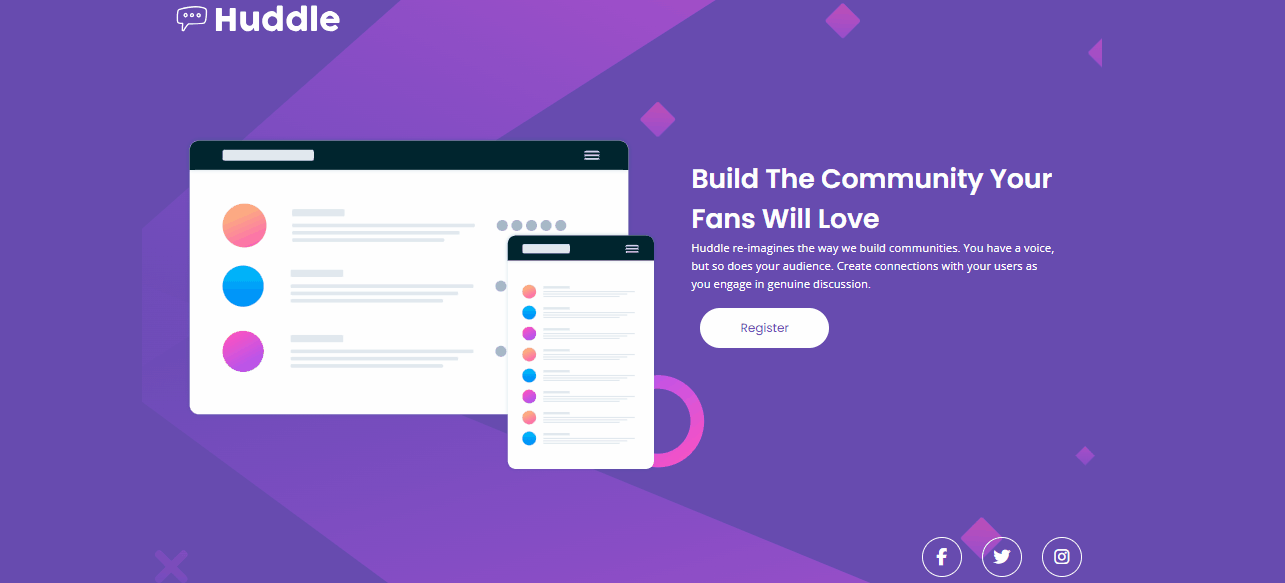 Huddle
Build The Community Your
Fans Will Love
Huddle re-imagines the way we build communities. You have a voice,
but so does your audience. Create connections with your users as
you engage in genuine discussion.
Register